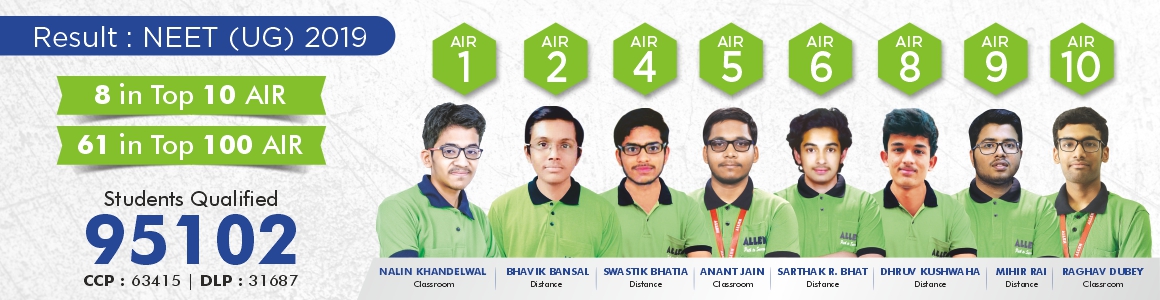 Result : NEET (UG) 2019
8 in Top 10 AIR
61 in Top 100 AIR
Students Qualified
95102
CCP : 63415 | DLP : 31687
AIR 1
AIR 2
AIR 4
AIR 5
AIR 6
AIR 8
AIR 9
AIR 10
NALIN KHANDELWAL
Classroom
BHAVIK BANSAL
Distance
SWASTIK BHATIA
Distance
ANANT JAIN
Classroom
SARTHAK R. BHAT
Distance
DHRUV KUSHWAHA
Distance
MIHIR RAI
Distance
RAGHAV DUBEY
Classroom